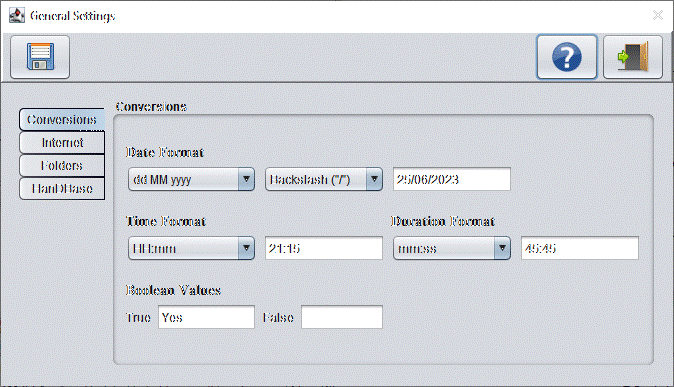 General Settings
Conversions
Internet
Folders
HanDBase
Conversions
Date Format
dd MM yyyy
Backslash ("/")
25/06/2023
Time Format
Duration Format
HH:mm
21:15
mm:ss
45:45
Boolean Values
True
Yes
False